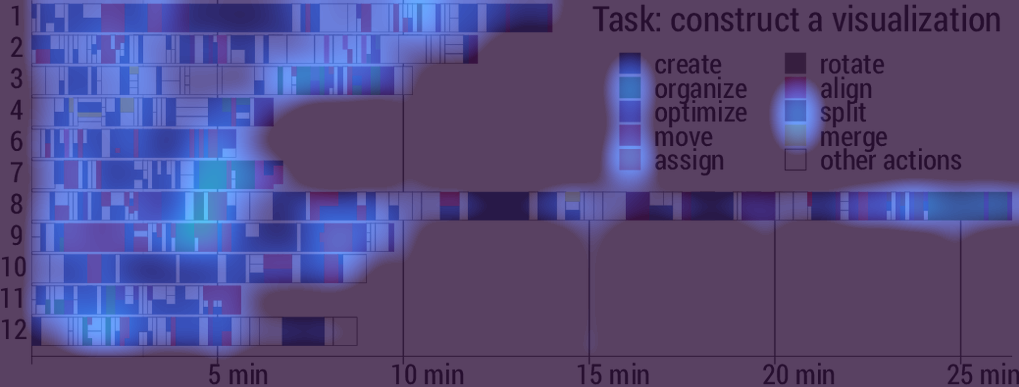 Task: construct a visualization
create
organize
optimize
move
assign
rotate
align
split
merge
other actions
1
2
3
4
6
7
8
9
10
11
12
5 min
10 min
15 min
20 min
25 min